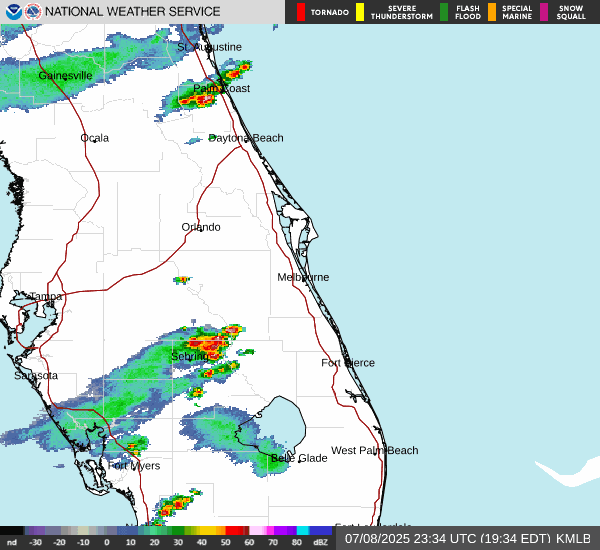 NATIONAL WEATHER SERVICE
TORNADO
SEVERE THUNDERSTORM
FLASH FLOOD
SPECIAL MARINE
SNOW SQUALL
St. Augustine
Gainesville
Palm Coast
Ocala
Daytona Beach
Orlando
Melbourne
Tampa
Sebring
Fort Pierce
Sarasota
West Palm Beach
Belle Glade
Fort Myers
nd -30 -20 -10 0 10 20 30 40 50 60 70 80 dBZ
07/08/2025 23:34 UTC (19:34 EDT) KMLB